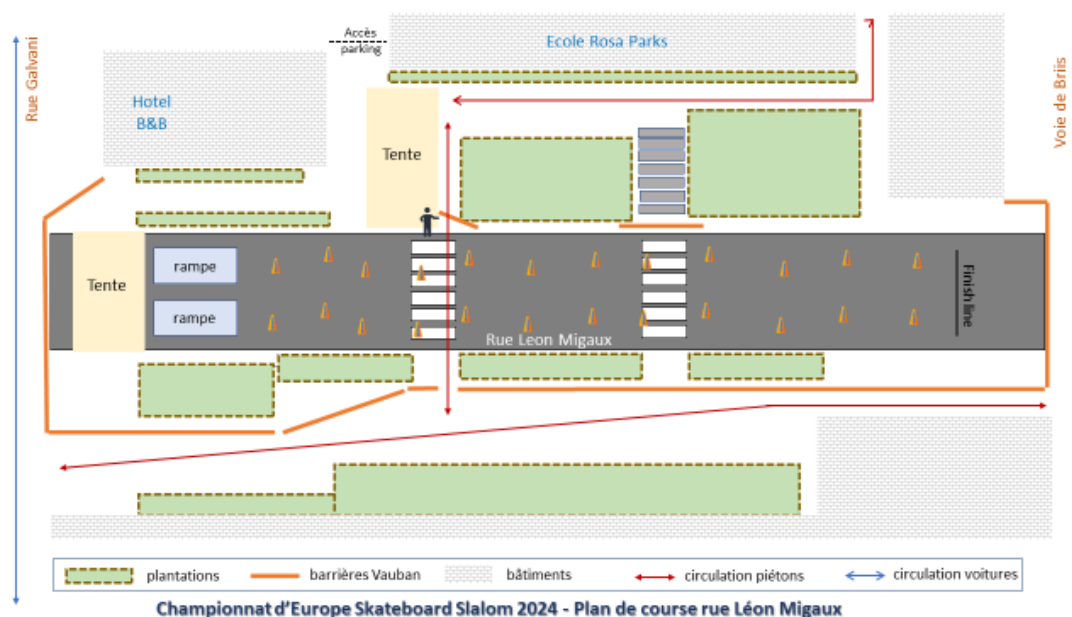 Rue Galvani
Accès
parking
Ecole Rosa Parks
Voie de Briis
Hotel
B&B
Tente
Tente
rampe
rampe
Finish line
Rue Leon Migaux
plantations
barrières Vauban
bâtiments
circulation piétons
circulation voitures
Championnat d'Europe Skateboard Slalom 2024 - Plan de course rue Léon Migaux